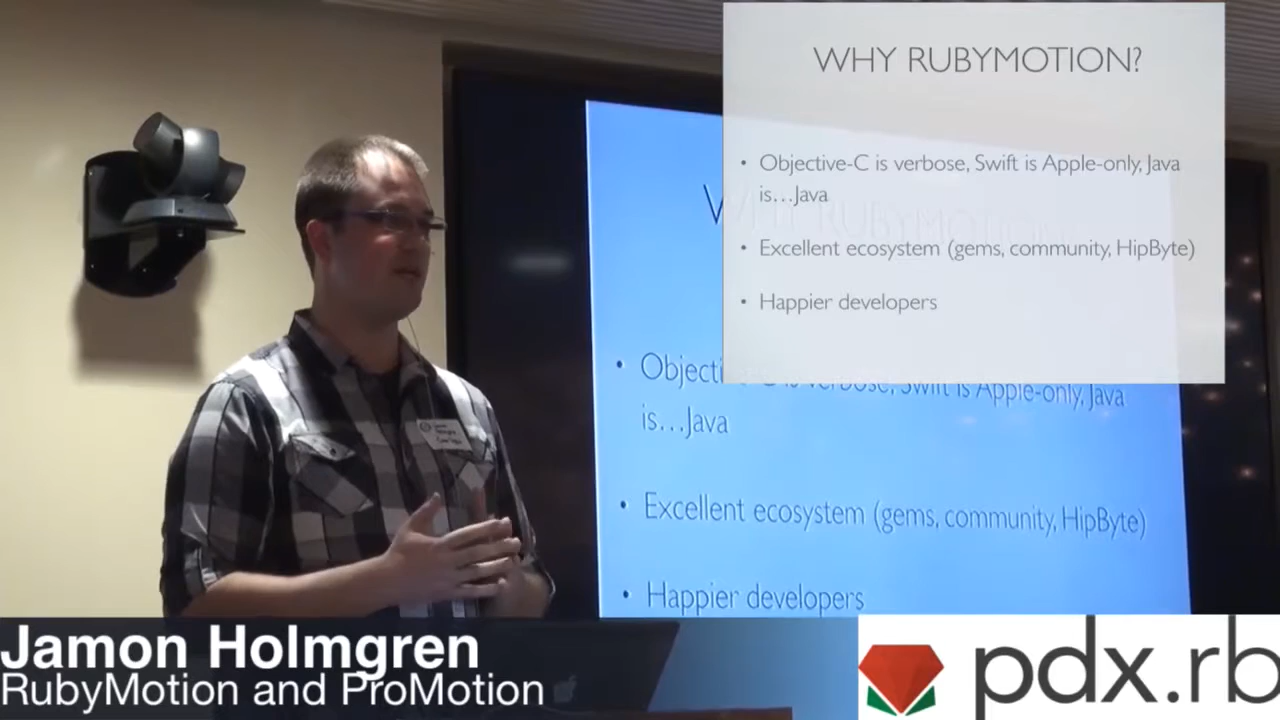 WHY RUBYMOTION?
• Objective-C is verbose, Swift is Apple-only, Java
is...Java
• Excellent ecosystem (gems, community, HipByte)
• Happier developers
W RUBYMOTION
• Objecti is verbose, Swift is Apple-only, Java
is...Java
• Excellent ecosystem (gems, community, HipByte)
• Happier developers
Jamon Holmgren
RubyMotion and ProMotion
pdx.rb